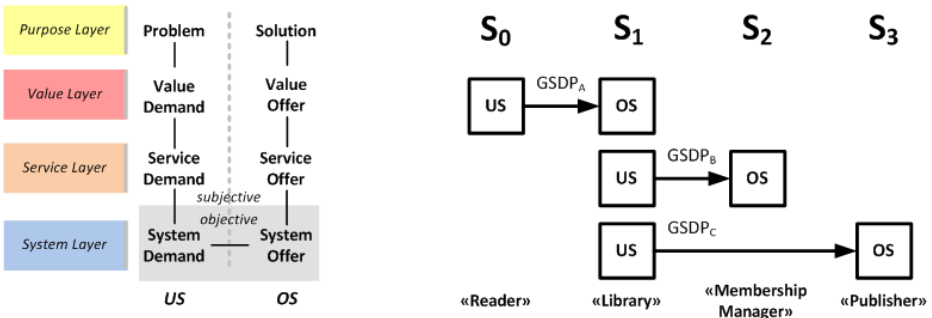 Purpose Layer
Problem
Solution
Value Layer
Value
Demand
Value
Offer
Service Layer
Service
Demand
Service
Offer
subjective
objective
System Layer
System
Demand
System
Offer
US
OS
S0
S1
S2
S3
US
GSDPA
OS
US
GSDPB
OS
US
GSDPC
OS
«Reader»
«Library»
«Membership
Manager»
«Publisher»